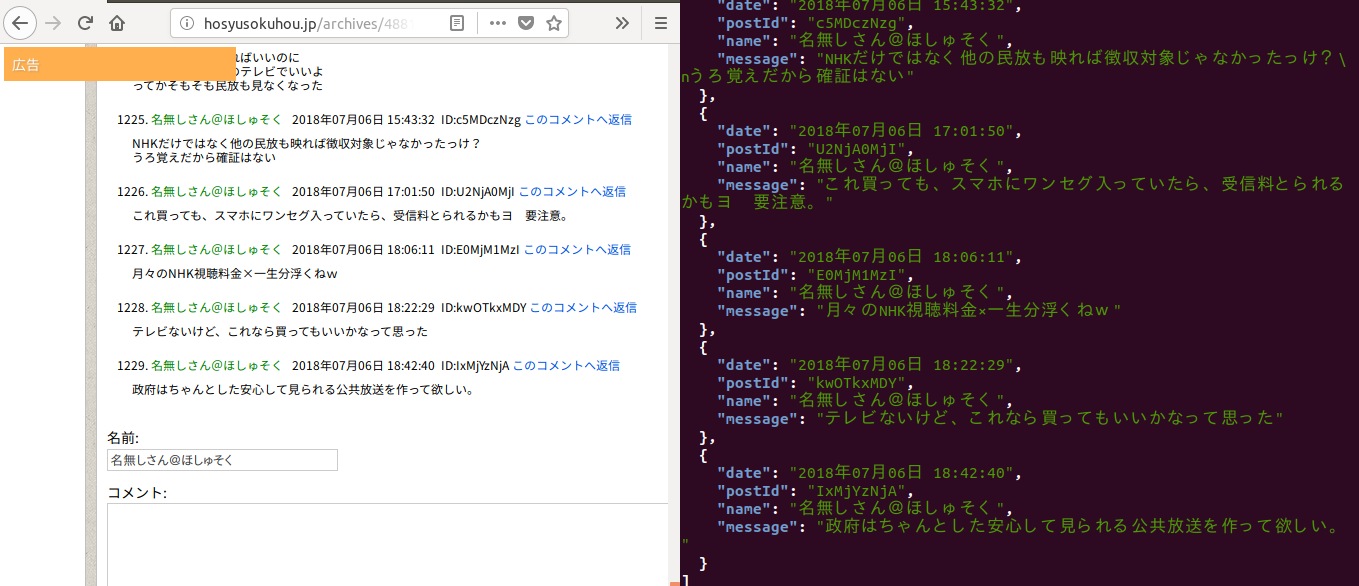 hosyusokuhou.jp/archives/488
広告
ればいいのに
のテレビでいいよ
ってかそもそも民放も見なくなった
1225. 名無しさん@ほしゅそく 2018年07月06日 15:43:32 ID:c5MDczNzg このコメントへ返信
NHKだけではなく他の民放も映れば徴収対象じゃなかったっけ？
うろ覚えだから確証はない
1226. 名無しさん@ほしゅそく 2018年07月06日 17:01:50 ID:U2NjA0MjI このコメントへ返信
これ買っても、スマホにワンセグ入っていたら、受信料とられるかもヨ　要注意。
1227. 名無しさん@ほしゅそく 2018年07月06日 18:06:11 ID:E0MjM1MzI このコメントへ返信
月々のNHK視聴料金×一生分浮くねｗ
1228. 名無しさん@ほしゅそく 2018年07月06日 18:22:29 ID:kwOTkxMDY このコメントへ返信
テレビないけど、これなら買ってもいいかなって思った
1229. 名無しさん@ほしゅそく 2018年07月06日 18:42:40 ID:IxMjYzNjA このコメントへ返信
政府はちゃんとした安心して見られる公共放送を作って欲しい。
名前:
名無しさん@ほしゅそく
コメント:
"date": "2018年07月06日 15:43:32",
"postId": "c5MDczNzg",
"name": "名無しさん＠ほしゅそく",
"message": "NHKだけではなく他の民放も映れば徴収対象じゃなかったっけ？\
nうろ覚えだから確証はない"
},
{
"date": "2018年07月06日 17:01:50",
"postId": "U2NjA0MjI",
"name": "名無しさん＠ほしゅそく",
"message": "これ買っても、スマホにワンセグ入っていたら、受信料とられる
かもヨ　要注意。"
},
{
"date": "2018年07月06日 18:06:11",
"postId": "E0MjM1MzI",
"name": "名無しさん＠ほしゅそく",
"message": "月々のNHK視聴料金×一生分浮くねｗ"
},
{
"date": "2018年07月06日 18:22:29",
"postId": "kwOTkxMDY",
"name": "名無しさん＠ほしゅそく",
"message": "テレビないけど、これなら買ってもいいかなって思った"
},
{
"date": "2018年07月06日 18:42:40",
"postId": "IxMjYzNjA",
"name": "名無しさん＠ほしゅそく",
"message": "政府はちゃんとした安心して見られる公共放送を作って欲しい。
"
}
]